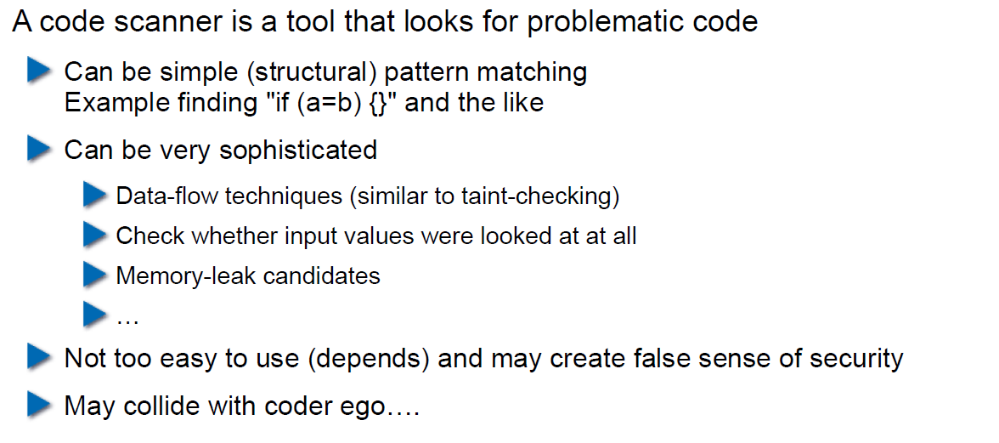 A code scanner is a tool that looks for problematic code
Can be simple (structural) pattern matching
Example finding "if (a=b) {}" and the like
Can be very sophisticated
Data-flow techniques (similar to taint-checking)
Check whether input values were looked at at all
Memory-leak candidates
…
Not too easy to use (depends) and may create false sense of security
May collide with coder ego….